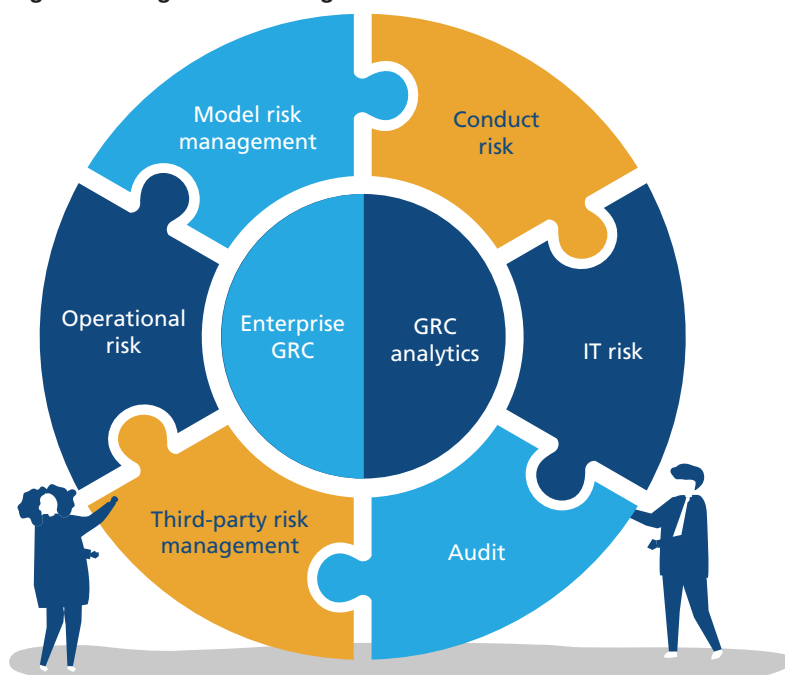 Model risk
management
Conduct
risk
Operational
risk
Enterprise
GRC
GRC
analytics
IT risk
Third-party risk
management
Audit